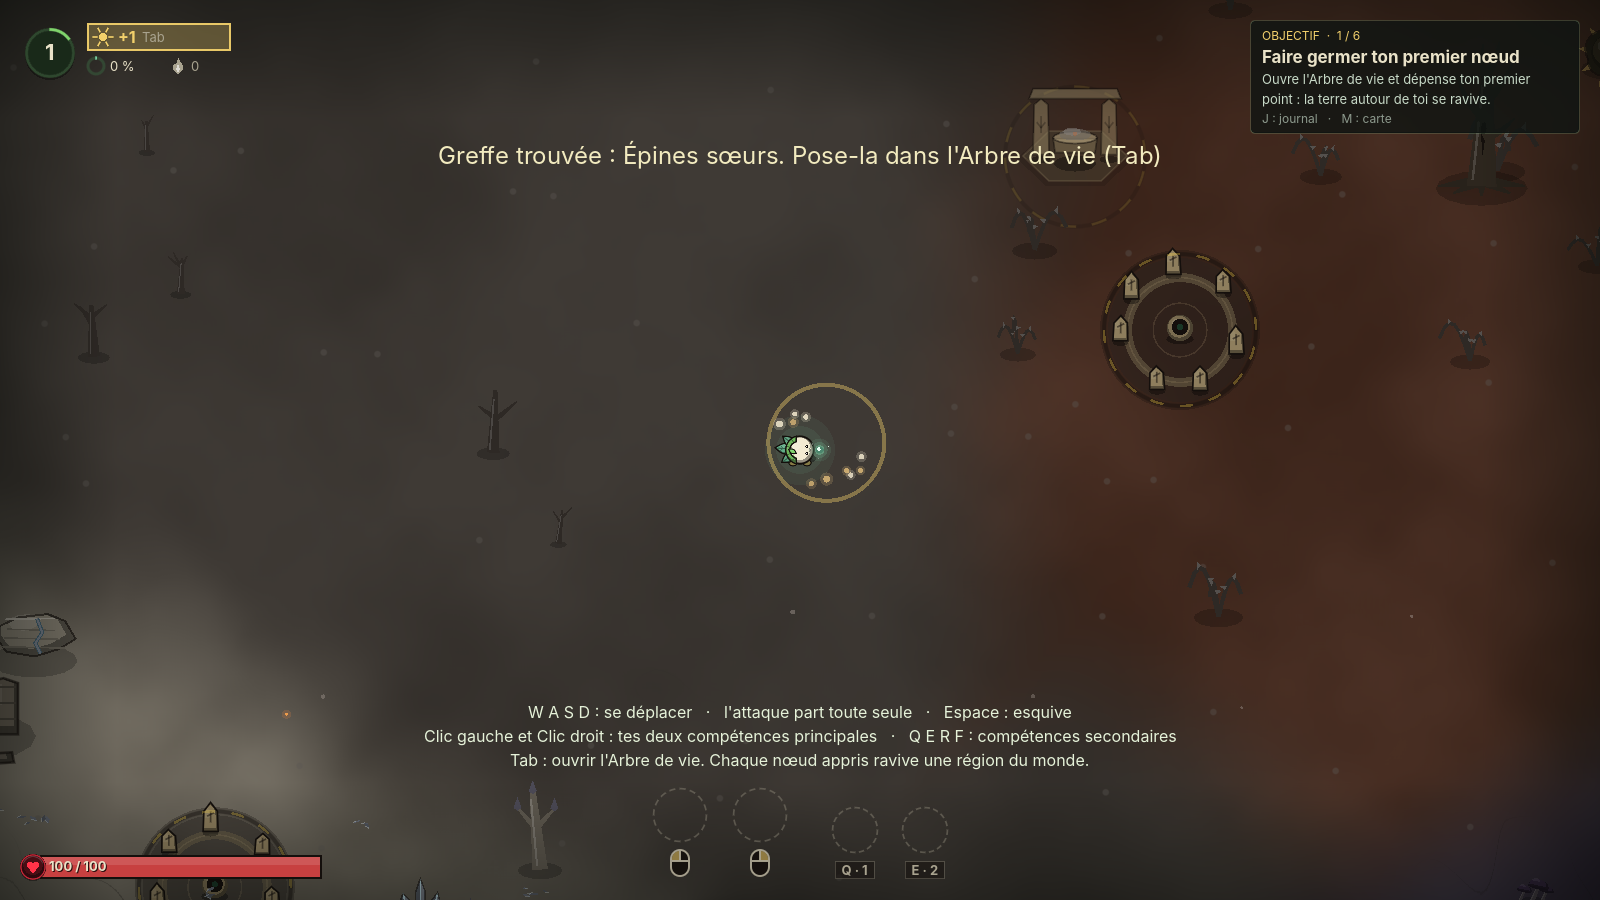 1
+1 Tab
0 %
0
OBJECTIF · 1 / 6
Faire germer ton premier nœud
Ouvre l'Arbre de vie et dépense ton premier
point : la terre autour de toi se ravive.
J : journal · M : carte
Greffe trouvée : Épines sœurs. Pose-la dans l'Arbre de vie (Tab)
W A S D : se déplacer · l'attaque part toute seule · Espace : esquive
Clic gauche et Clic droit : tes deux compétences principales · Q E R F : compétences secondaires
Tab : ouvrir l'Arbre de vie. Chaque nœud appris ravive une région du monde.
100 / 100
Q · 1
E · 2